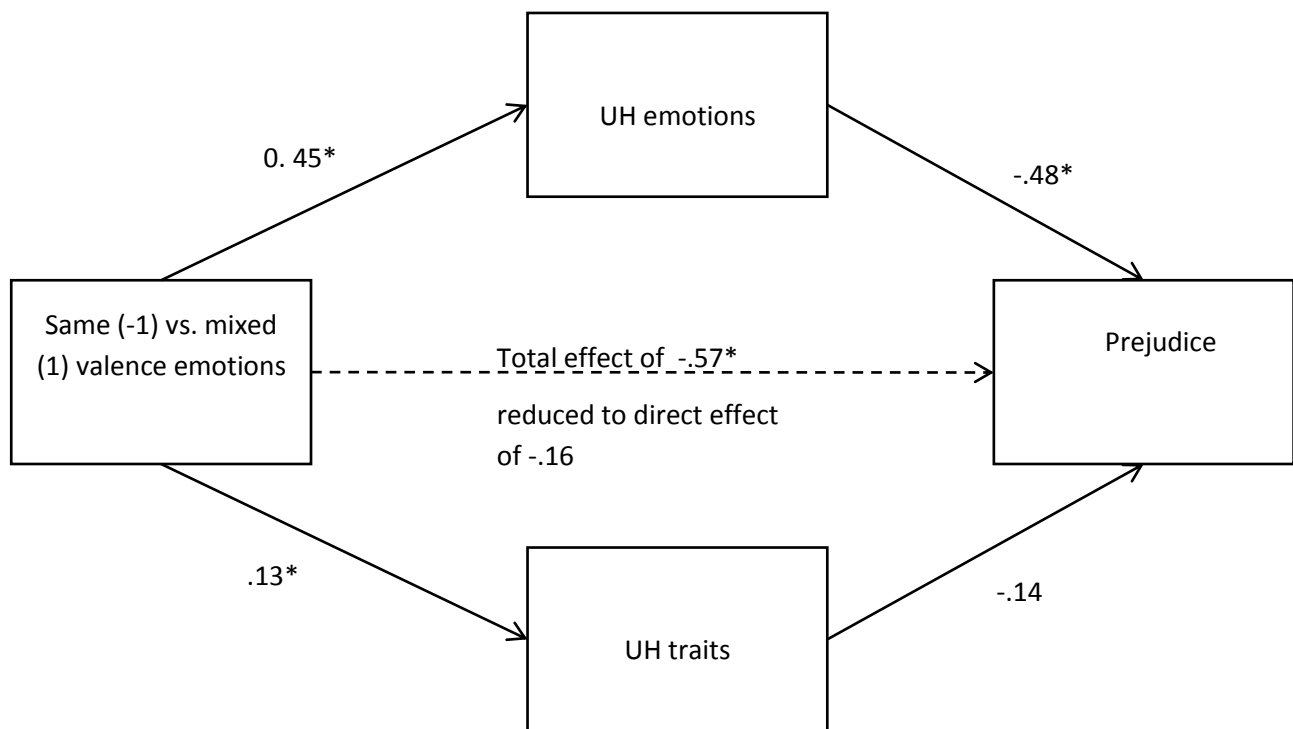 UH emotions
0. 45*
-.48*
Same (-1) vs. mixed
(1) valence emotions
Total effect of -.57*
reduced to direct effect
of -.16
Prejudice
.13*
-.14
UH traits